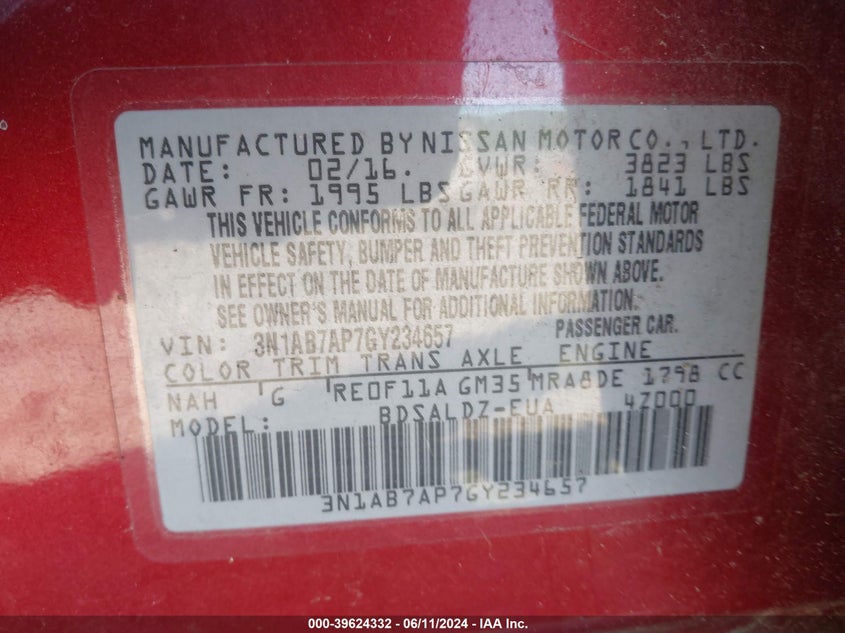 MANUFACTURED BY NISSAN MOTOR CO., LTD.
DATE: 02/16. GVWR: 3823 LBS
GAWR FR: 1995 LBS GAWR RR: 1841 LBS
THIS VEHICLE CONFORMS TO ALL APPLICABLE FEDERAL MOTOR
VEHICLE SAFETY, BUMPER AND THEFT PREVENTION STANDARDS
IN EFFECT ON THE DATE OF MANUFACTURE SHOWN ABOVE.
SEE OWNER'S MANUAL FOR ADDITIONAL INFORMATION.
VIN: 3N1AB7AP7GY234657 PASSENGER CAR.
COLOR TRIM TRANS AXLE ENGINE
NAH G RE0F11A GM35 MRA8DE 1798 CC
MODEL: BDSALDZ-EUA 4Z000
3N1AB7AP7GY234657
000-39624332 - 06/11/2024 - IAA Inc.